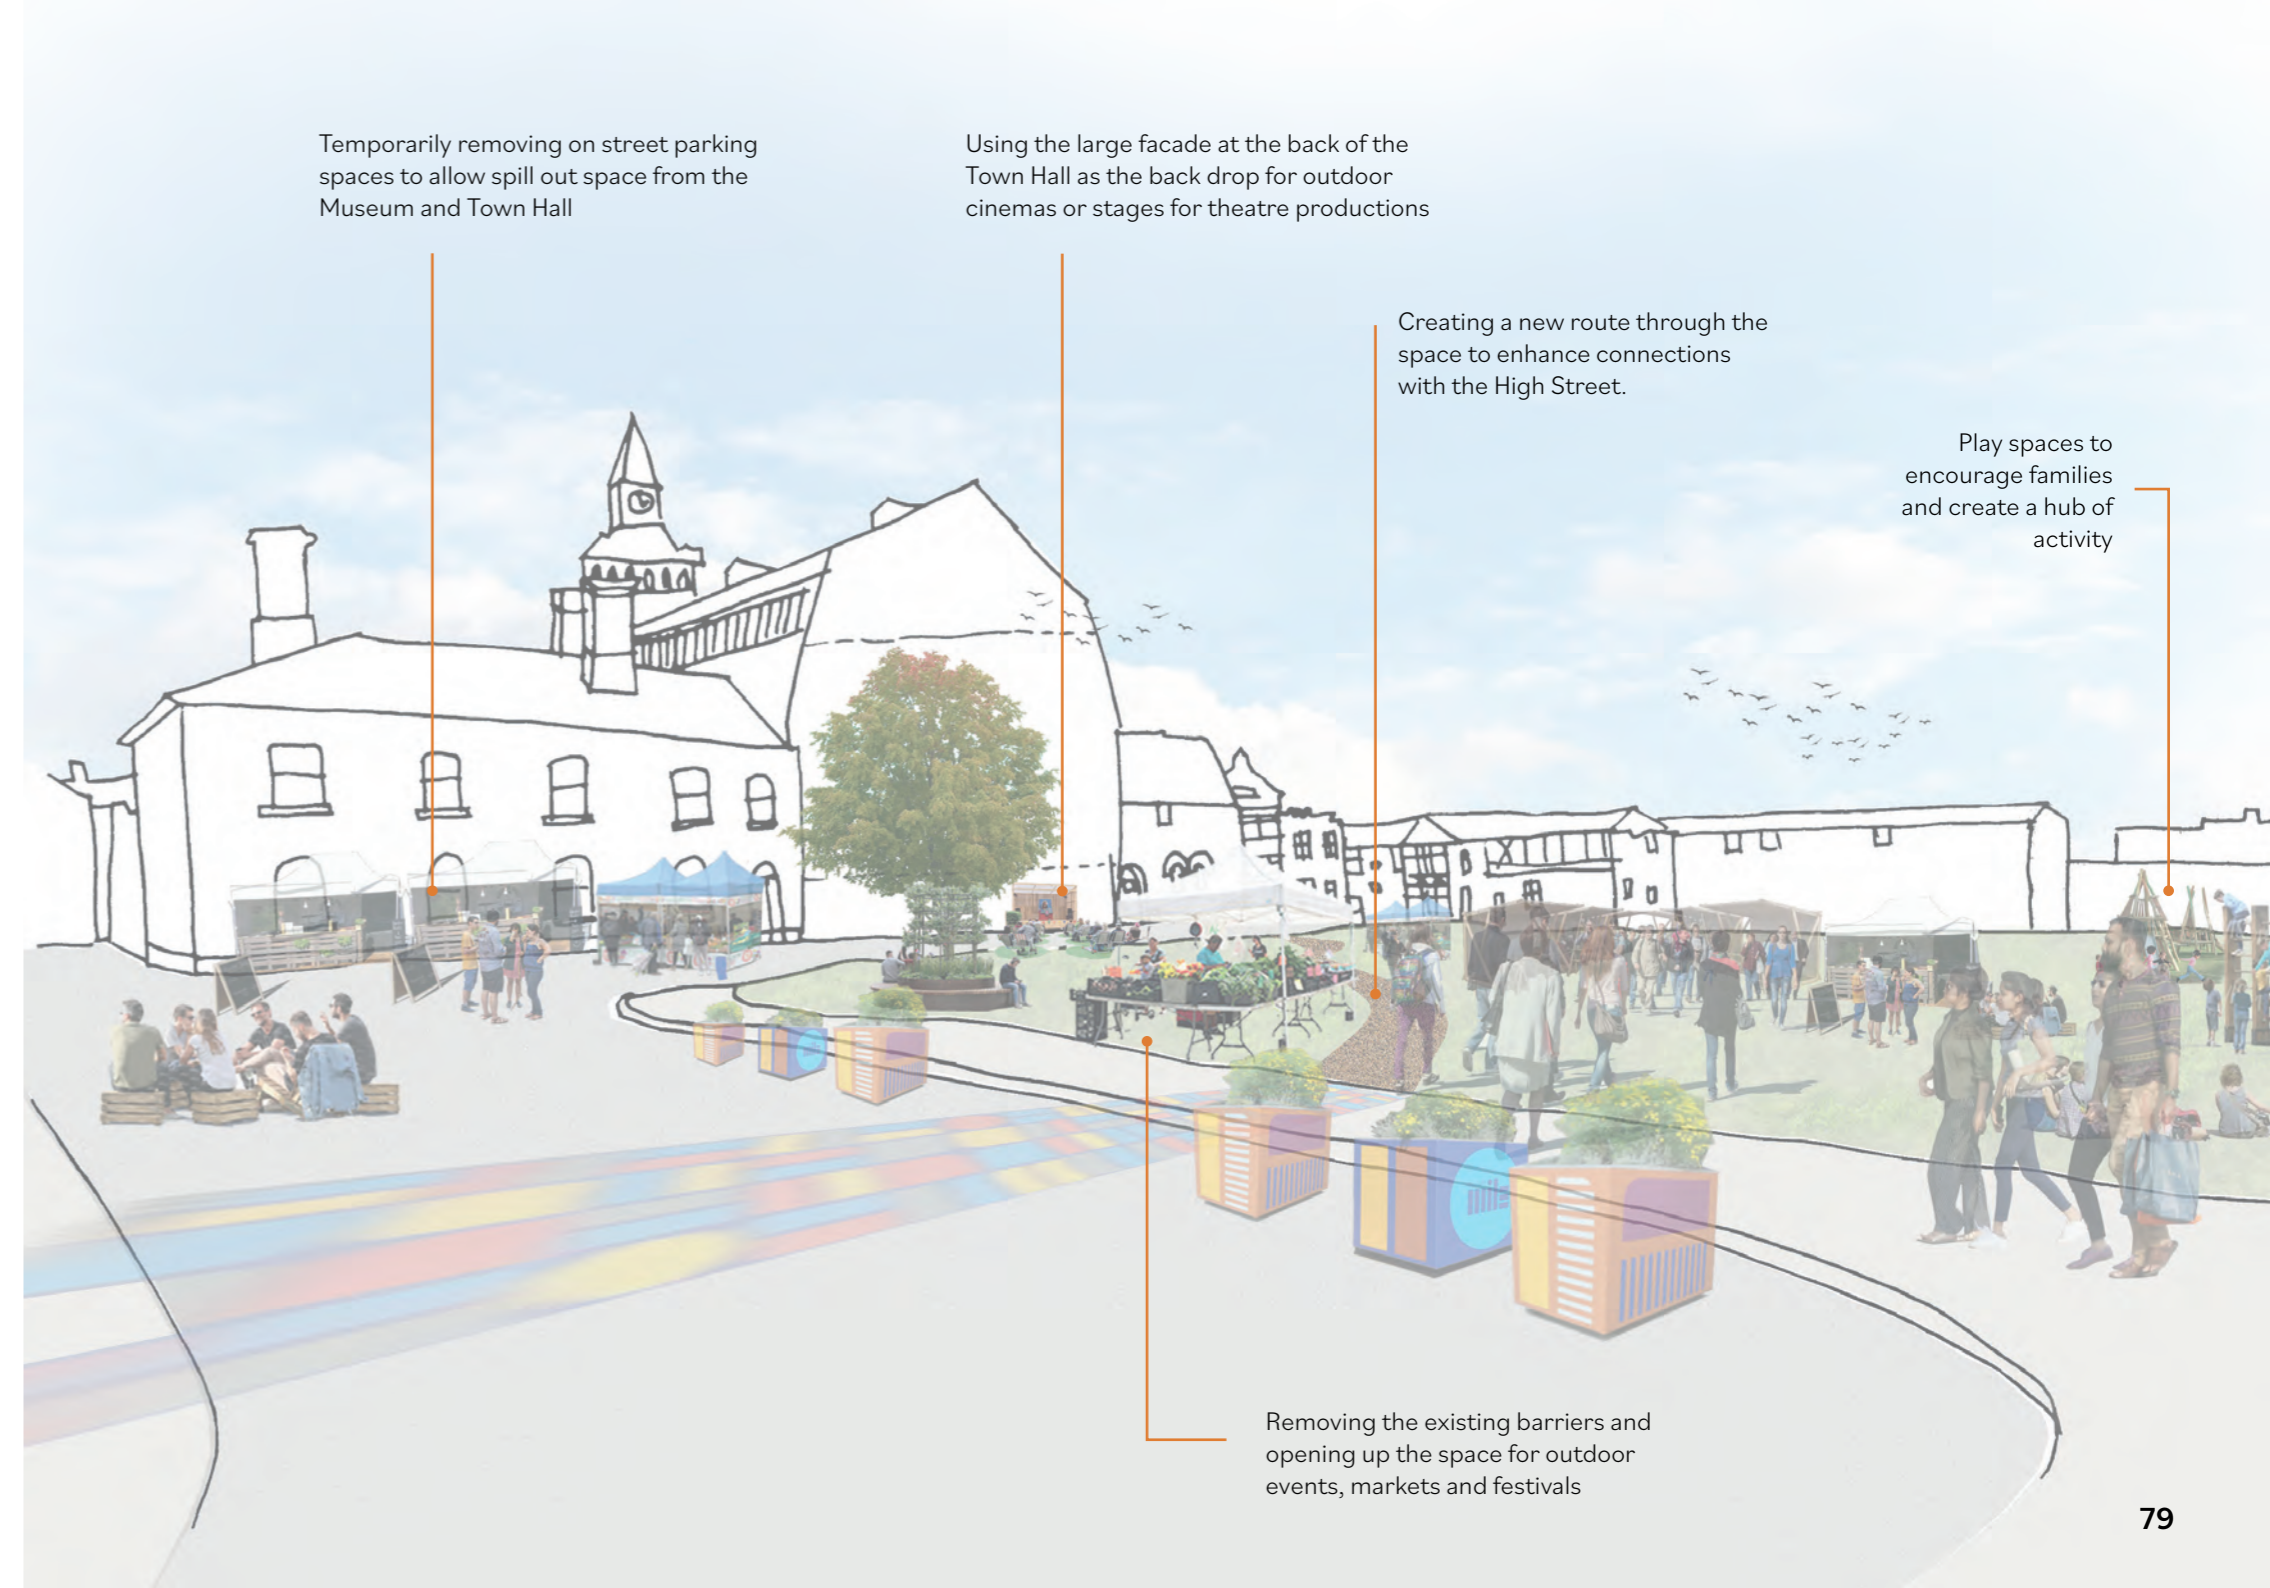 Temporarily removing on street parking
spaces to allow spill out space from the
Museum and Town Hall
Using the large facade at the back of the
Town Hall as the back drop for outdoor
cinemas or stages for theatre productions
Creating a new route through the
space to enhance connections
with the High Street.
Play spaces to
encourage families
and create a hub of
activity
Removing the existing barriers and
opening up the space for outdoor
events, markets and festivals
79